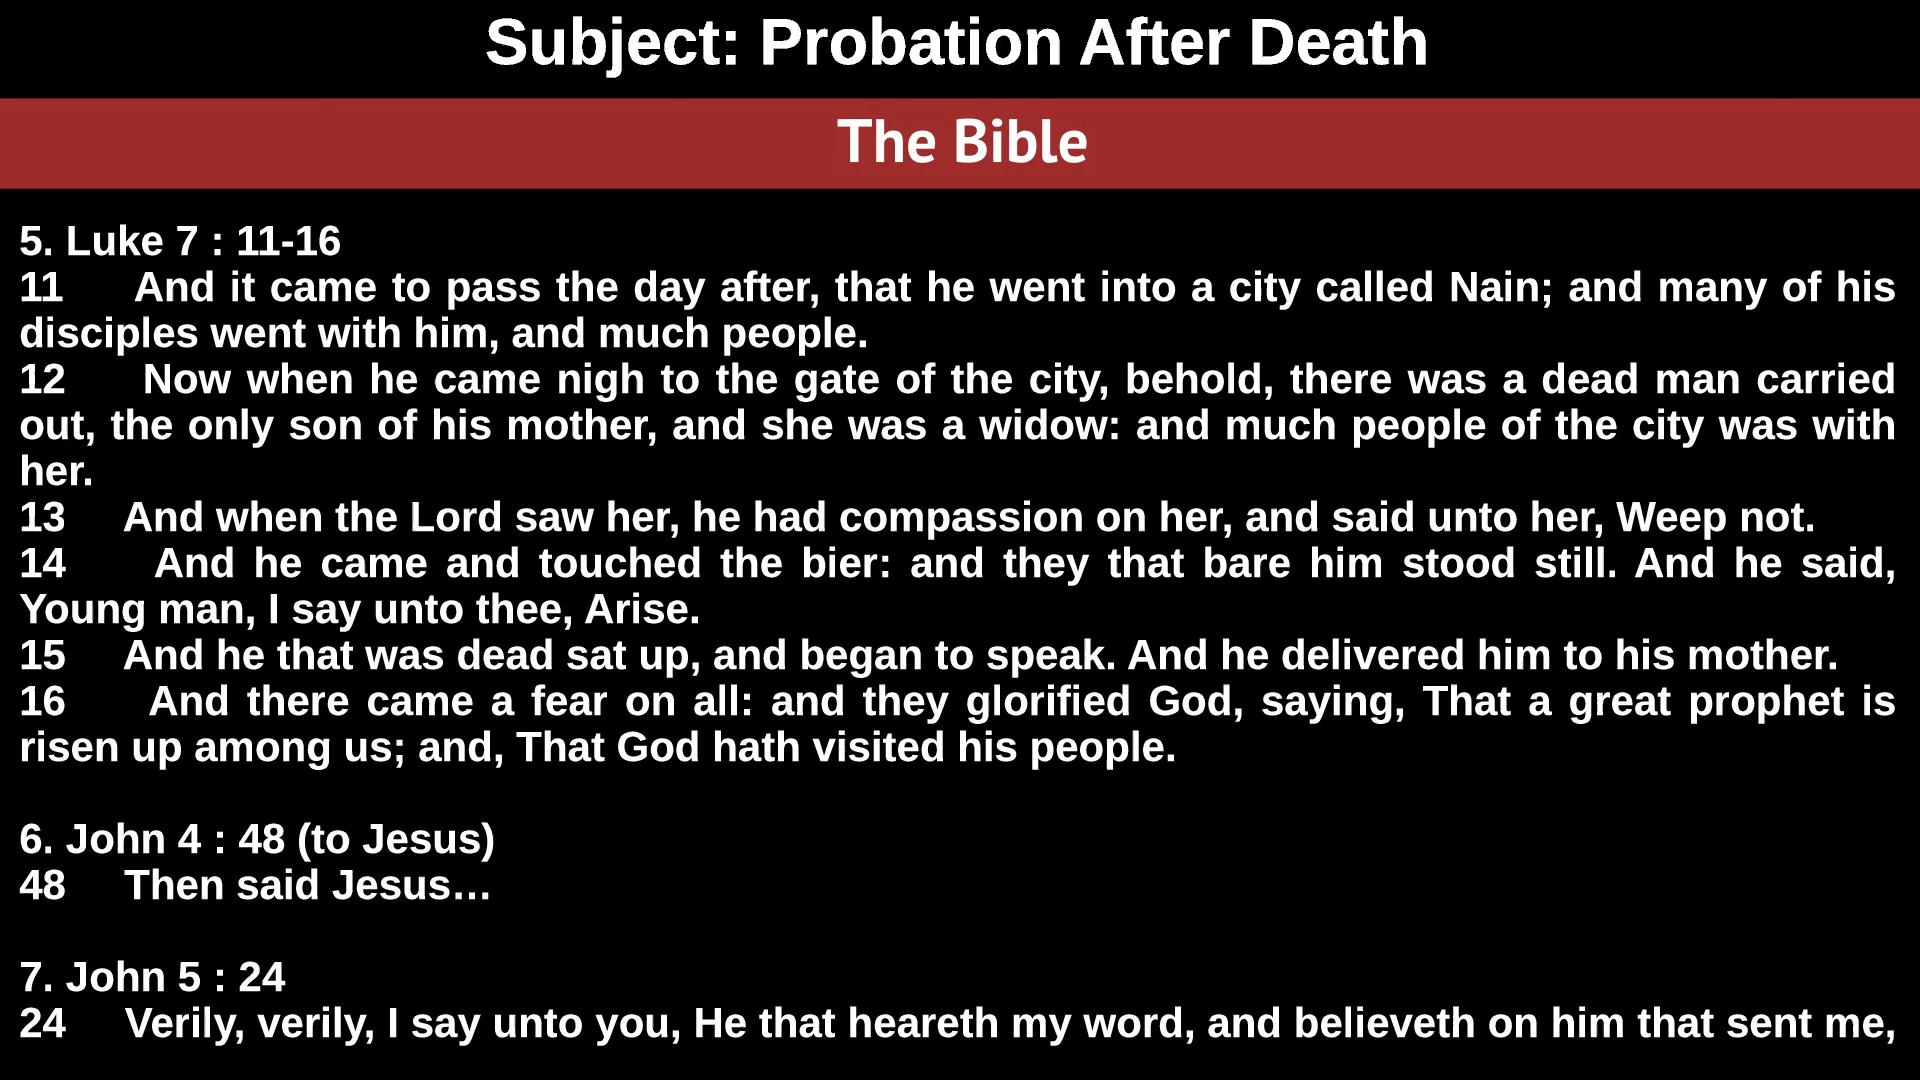 Subject: Probation After Death
The Bible
5. Luke 7 : 11-16
11 And it came to pass the day after, that he went into a city called Nain; and many of his
disciples went with him, and much people.
12 Now when he came nigh to the gate of the city, behold, there was a dead man carried
out, the only son of his mother, and she was a widow: and much people of the city was with
her.
13 And when the Lord saw her, he had compassion on her, and said unto her, Weep not.
14 And he came and touched the bier: and they that bare him stood still. And he said,
Young man, I say unto thee, Arise.
15 And he that was dead sat up, and began to speak. And he delivered him to his mother.
16 And there came a fear on all: and they glorified God, saying, That a great prophet is
risen up among us; and, That God hath visited his people.
6. John 4 : 48 (to Jesus)
48 Then said Jesus…
7. John 5 : 24
24 Verily, verily, I say unto you, He that heareth my word, and believeth on him that sent me,